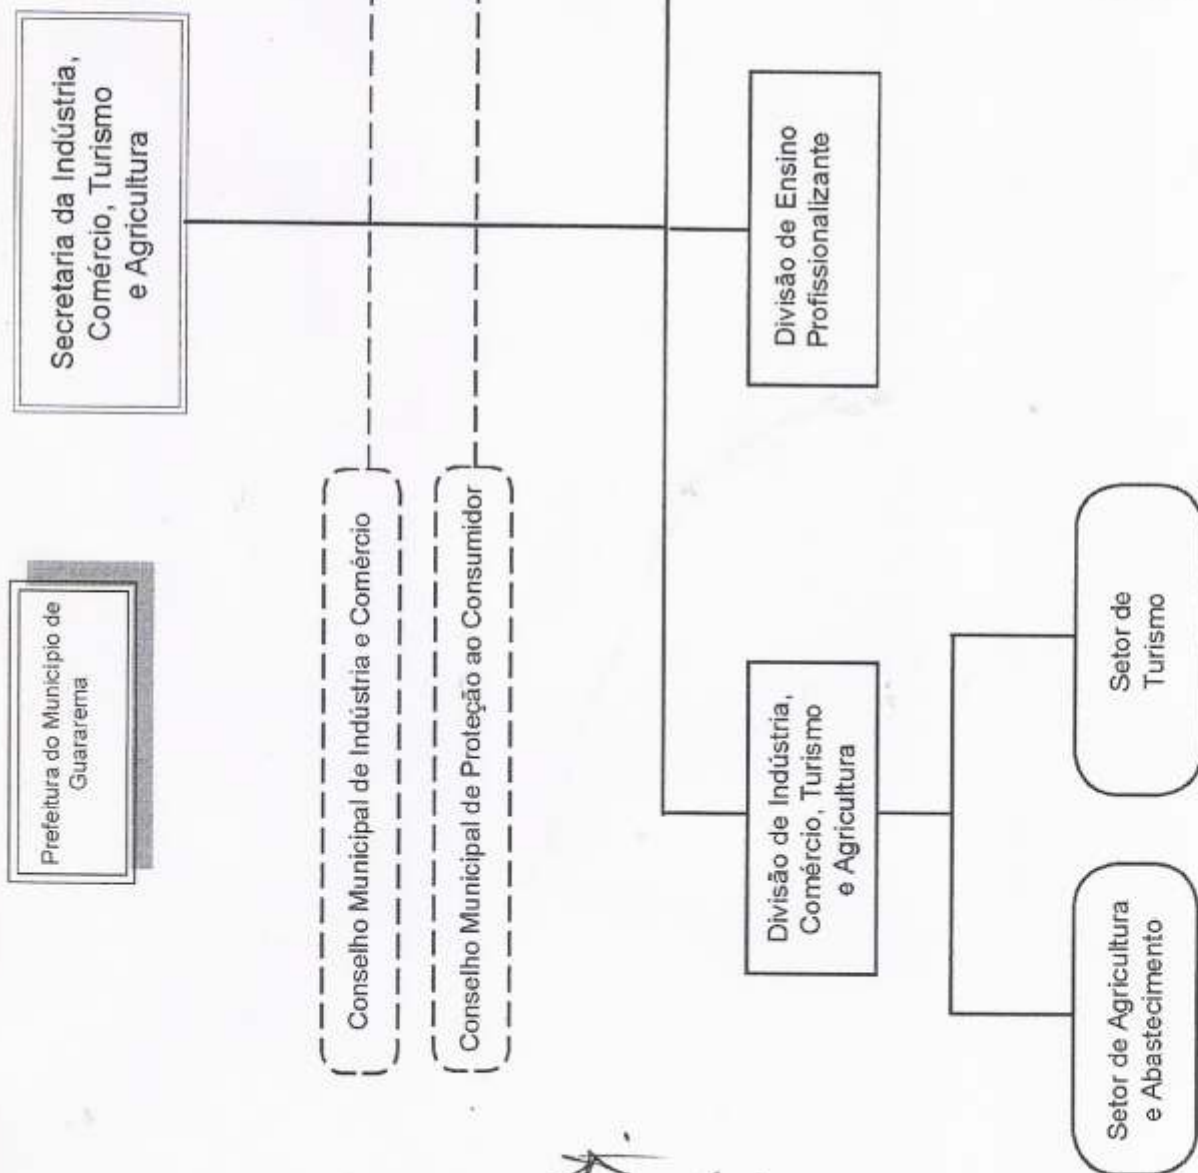 Prefeitura do Município de
Guararema
Secretaria da Indústria,
Comércio, Turismo
e Agricultura
Conselho Municipal de Indústria e Comércio
Conselho Municipal de Proteção ao Consumidor
Divisão de Indústria,
Comércio, Turismo
e Agricultura
Divisão de Ensino
Profissionalizante
Setor de Agricultura
e Abastecimento
Setor de
Turismo